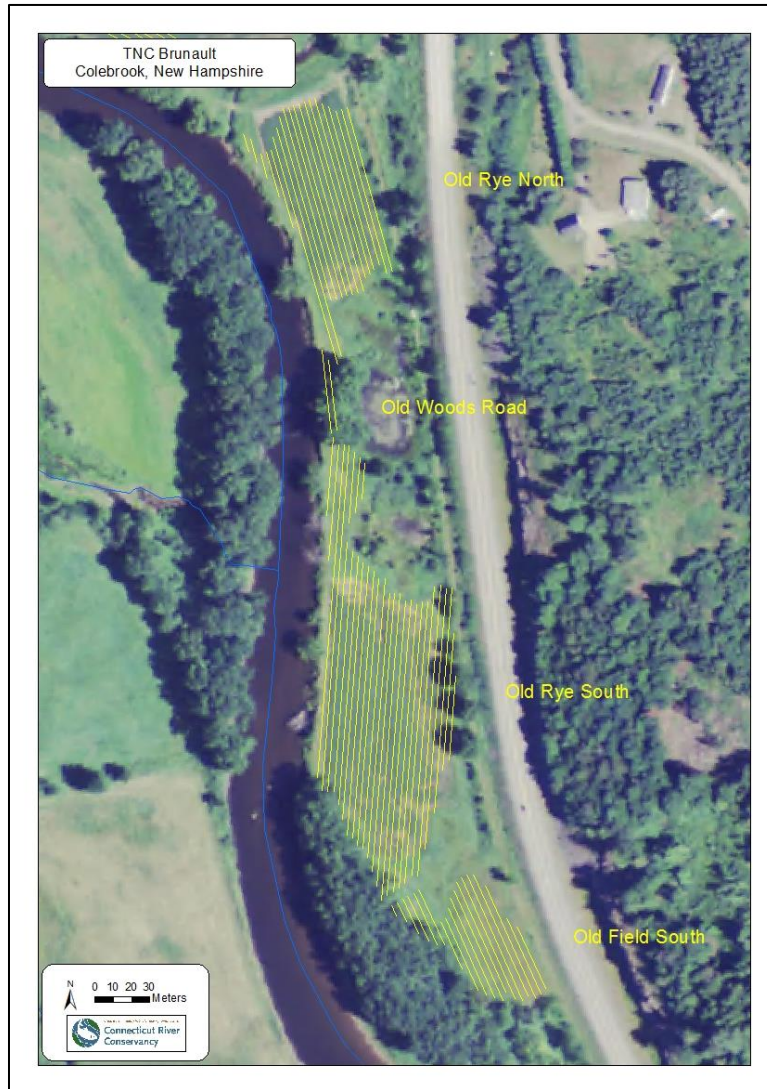 TNC Brunault
Colebrook, New Hampshire
Old Rye North
Old Woods Road
Old Rye South
Old Field South
N
0 10 20 30
Meters
Connecticut River
Conservancy